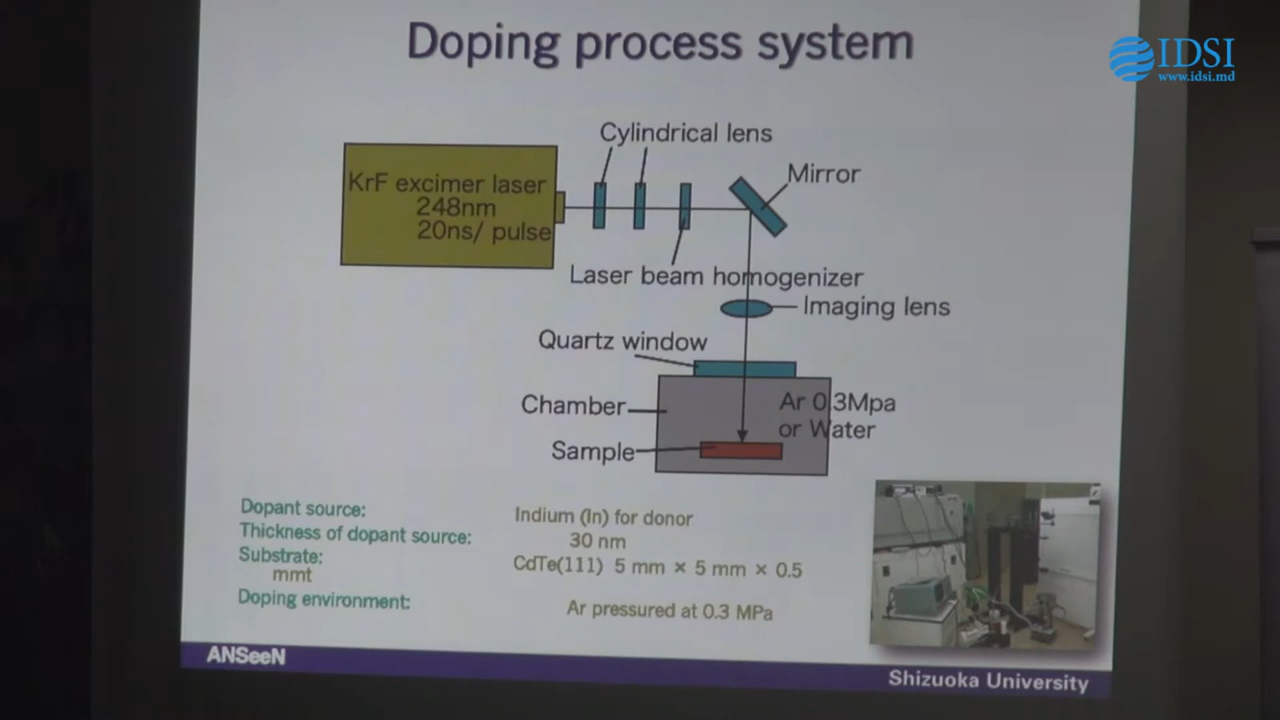 Doping process system
IDSI
www.idsi.md
Cylindrical lens
Mirror
KrF excimer laser
248nm
20ns/ pulse
Laser beam homogenizer
Imaging lens
Quartz window
Chamber
Ar 0.3Mpa
or Water
Sample
Dopant source: Indium (In) for donor
Thickness of dopant source: 30 nm
Substrate: CdTe(111) 5 mm × 5 mm × 0.5
mmt
Doping environment: Ar pressured at 0.3 MPa
ANSeeN
Shizuoka University